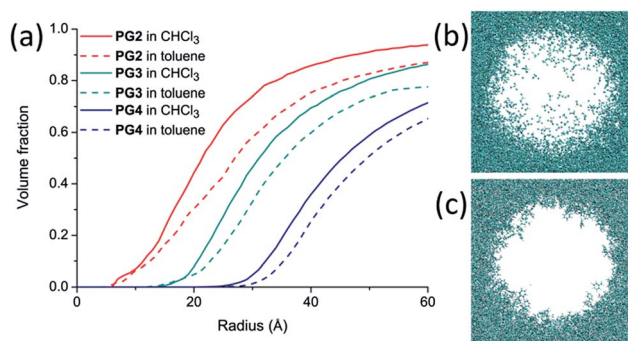 (a)
PG2 in CHCl₃
PG2 in toluene
PG3 in CHCl₃
PG3 in toluene
PG4 in CHCl₃
PG4 in toluene
Volume fraction
1.0
0.8
0.6
0.4
0.2
0.0
0
20
40
60
Radius (Å)
(b)
(c)